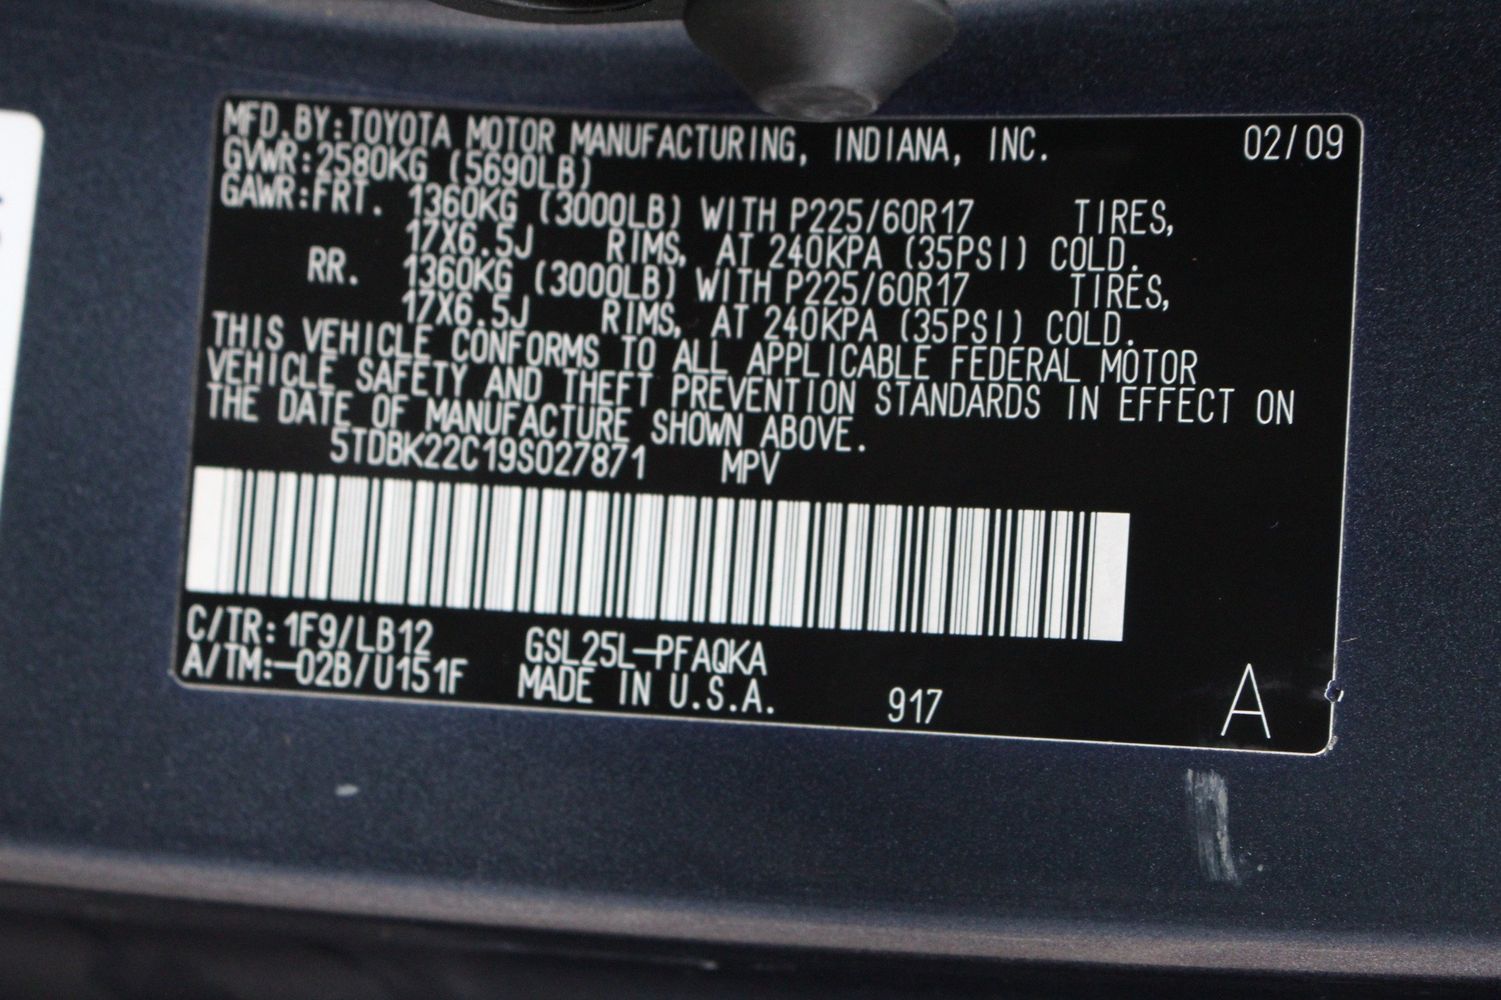 MFD.BY:TOYOTA MOTOR MANUFACTURING, INDIANA, INC. 02/09
GVWR:2580KG (5690LB)
GAWR:FRT. 1360KG (3000LB) WITH P225/60R17 TIRES,
17X6.5J RIMS, AT 240KPA (35PSI) COLD.
RR. 1360KG (3000LB) WITH P225/60R17 TIRES,
17X6.5J RIMS, AT 240KPA (35PSI) COLD.
THIS VEHICLE CONFORMS TO ALL APPLICABLE FEDERAL MOTOR
VEHICLE SAFETY AND THEFT PREVENTION STANDARDS IN EFFECT ON
THE DATE OF MANUFACTURE SHOWN ABOVE.
5TDBK22C19S027871 MPV
C/TR:1F9/LB12 GSL25L-PFAQKA
A/TM:-02B/U151F MADE IN U.S.A. 917 A